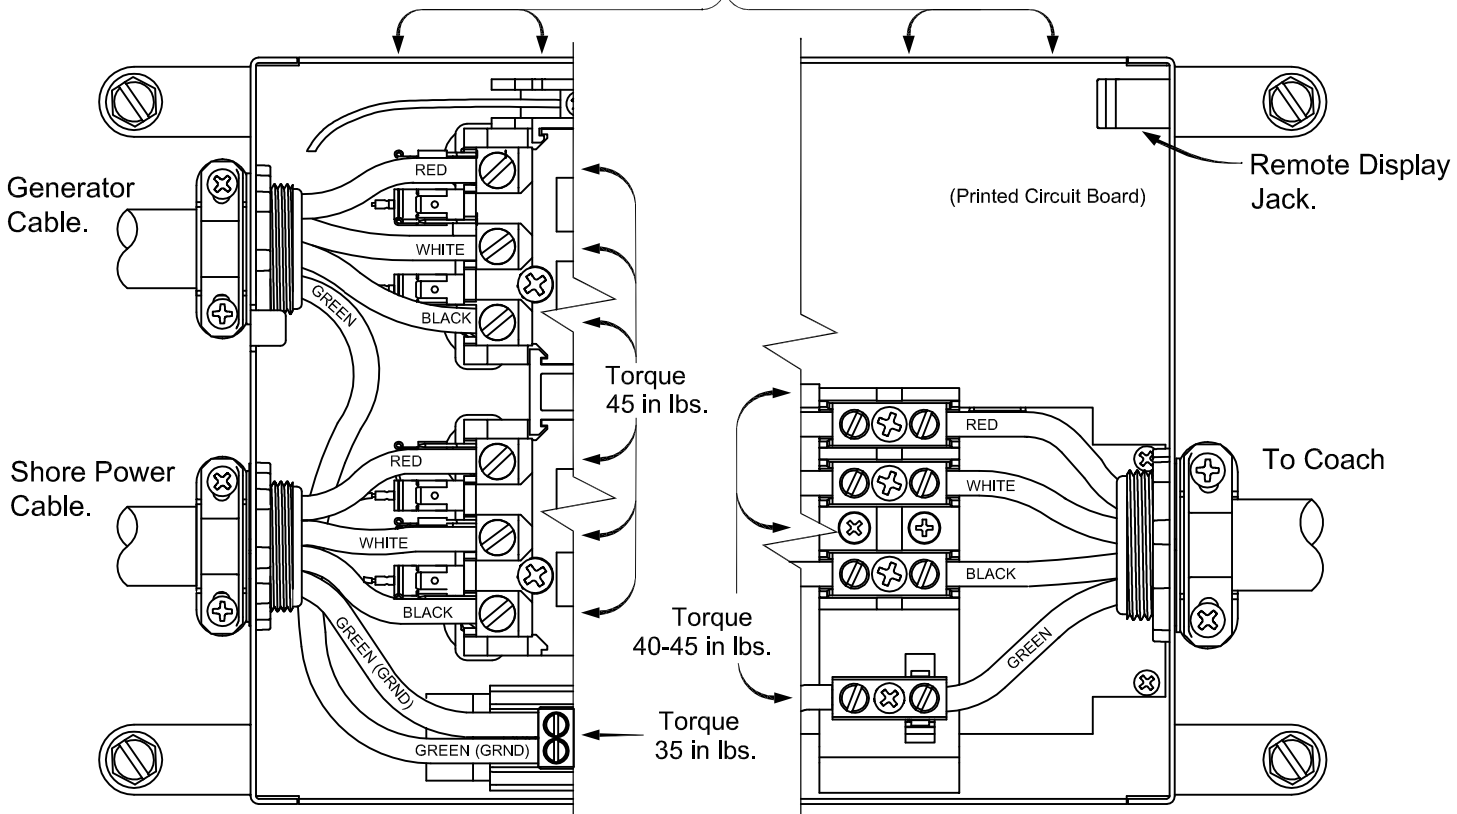 Generator
Cable.
RED
WHITE
BLACK
GREEN
Shore Power
Cable.
RED
WHITE
BLACK
GREEN (GRND)
GREEN (GRND)
Torque
45 in lbs.
Torque
40-45 in lbs.
Torque
35 in lbs.
(Printed Circuit Board)
Remote Display
Jack.
RED
WHITE
BLACK
GREEN
To Coach